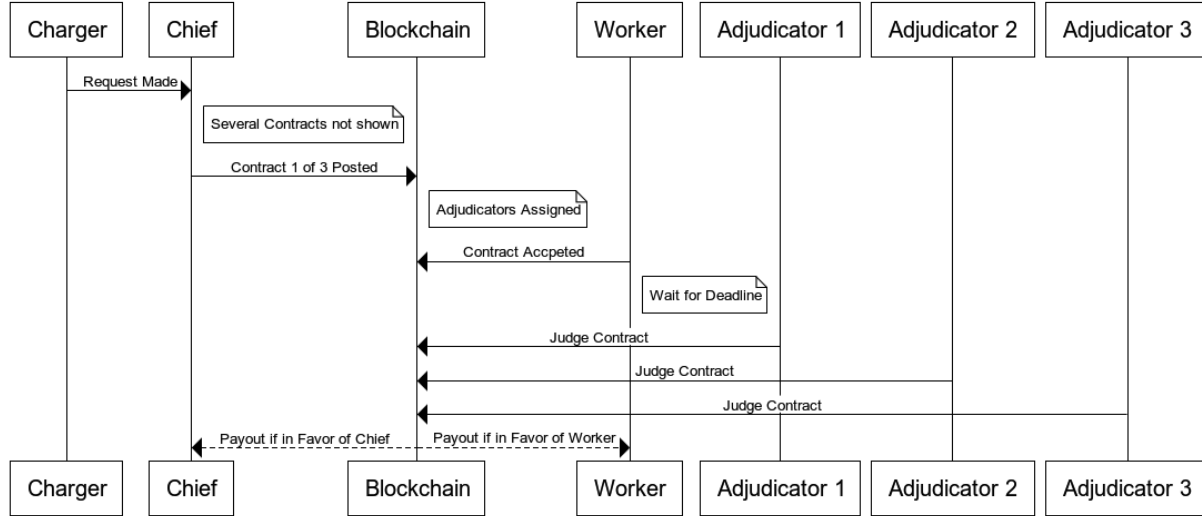 Charger Chief Blockchain Worker Adjudicator 1 Adjudicator 2 Adjudicator 3
Request Made
Several Contracts not shown
Contract 1 of 3 Posted
Adjudicators Assigned
Contract Accpeted
Wait for Deadline
Judge Contract
Judge Contract
Judge Contract
Payout if in Favor of Chief Payout if in Favor of Worker
Charger Chief Blockchain Worker Adjudicator 1 Adjudicator 2 Adjudicator 3